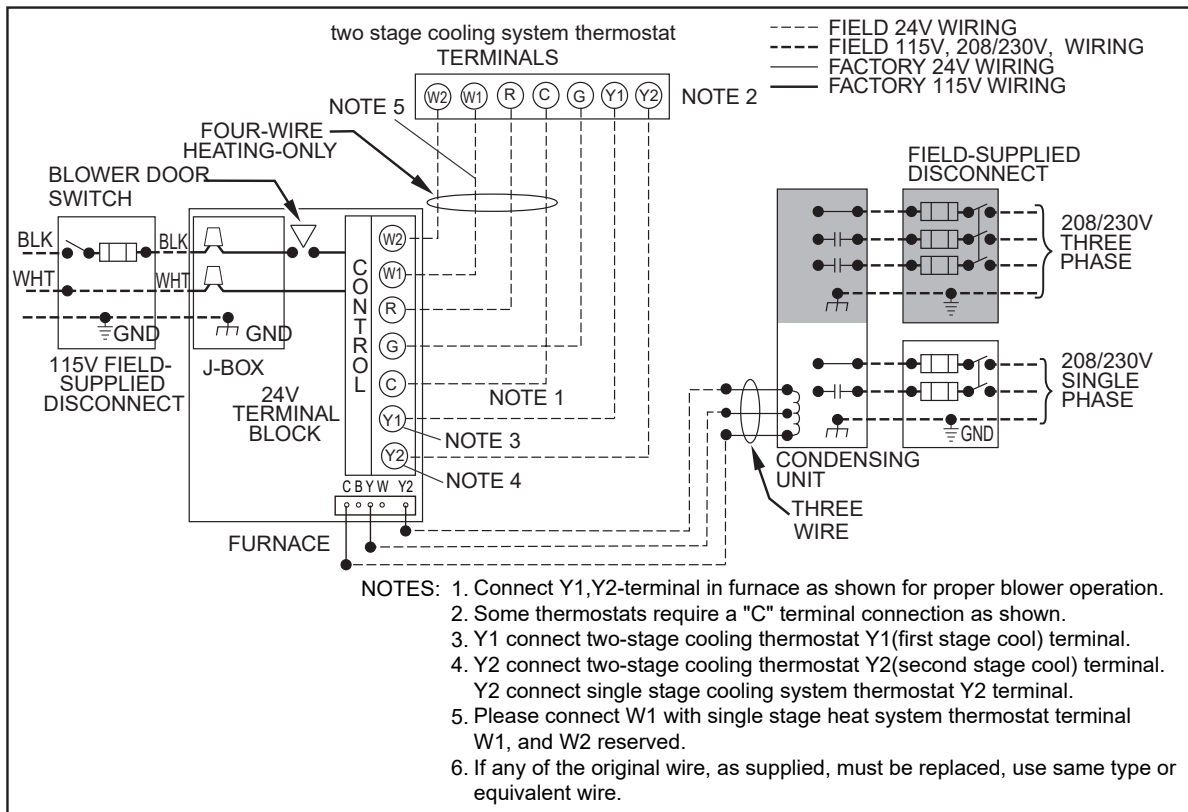 two stage cooling system thermostat
TERMINALS
W2 W1 R C G Y1 Y2
NOTE 2
FIELD 24V WIRING
FIELD 115V, 208/230V, WIRING
FACTORY 24V WIRING
FACTORY 115V WIRING
NOTE 5
FOUR-WIRE
HEATING-ONLY
BLOWER DOOR
SWITCH
BLK
BLK
WHT
WHT
GND
GND
115V FIELD-
SUPPLIED
DISCONNECT
J-BOX
24V
TERMINAL
BLOCK
CONTROL
W2
W1
R
G
C
Y1
Y2
NOTE 1
NOTE 3
NOTE 4
C B Y W Y2
FURNACE
FIELD-SUPPLIED
DISCONNECT
208/230V
THREE
PHASE
208/230V
SINGLE
PHASE
GND
CONDENSING
UNIT
THREE
WIRE
NOTES: 1. Connect Y1,Y2-terminal in furnace as shown for proper blower operation.
2. Some thermostats require a "C" terminal connection as shown.
3. Y1 connect two-stage cooling thermostat Y1(first stage cool) terminal.
4. Y2 connect two-stage cooling thermostat Y2(second stage cool) terminal.
Y2 connect single stage cooling system thermostat Y2 terminal.
5. Please connect W1 with single stage heat system thermostat terminal
W1, and W2 reserved.
6. If any of the original wire, as supplied, must be replaced, use same type or
equivalent wire.